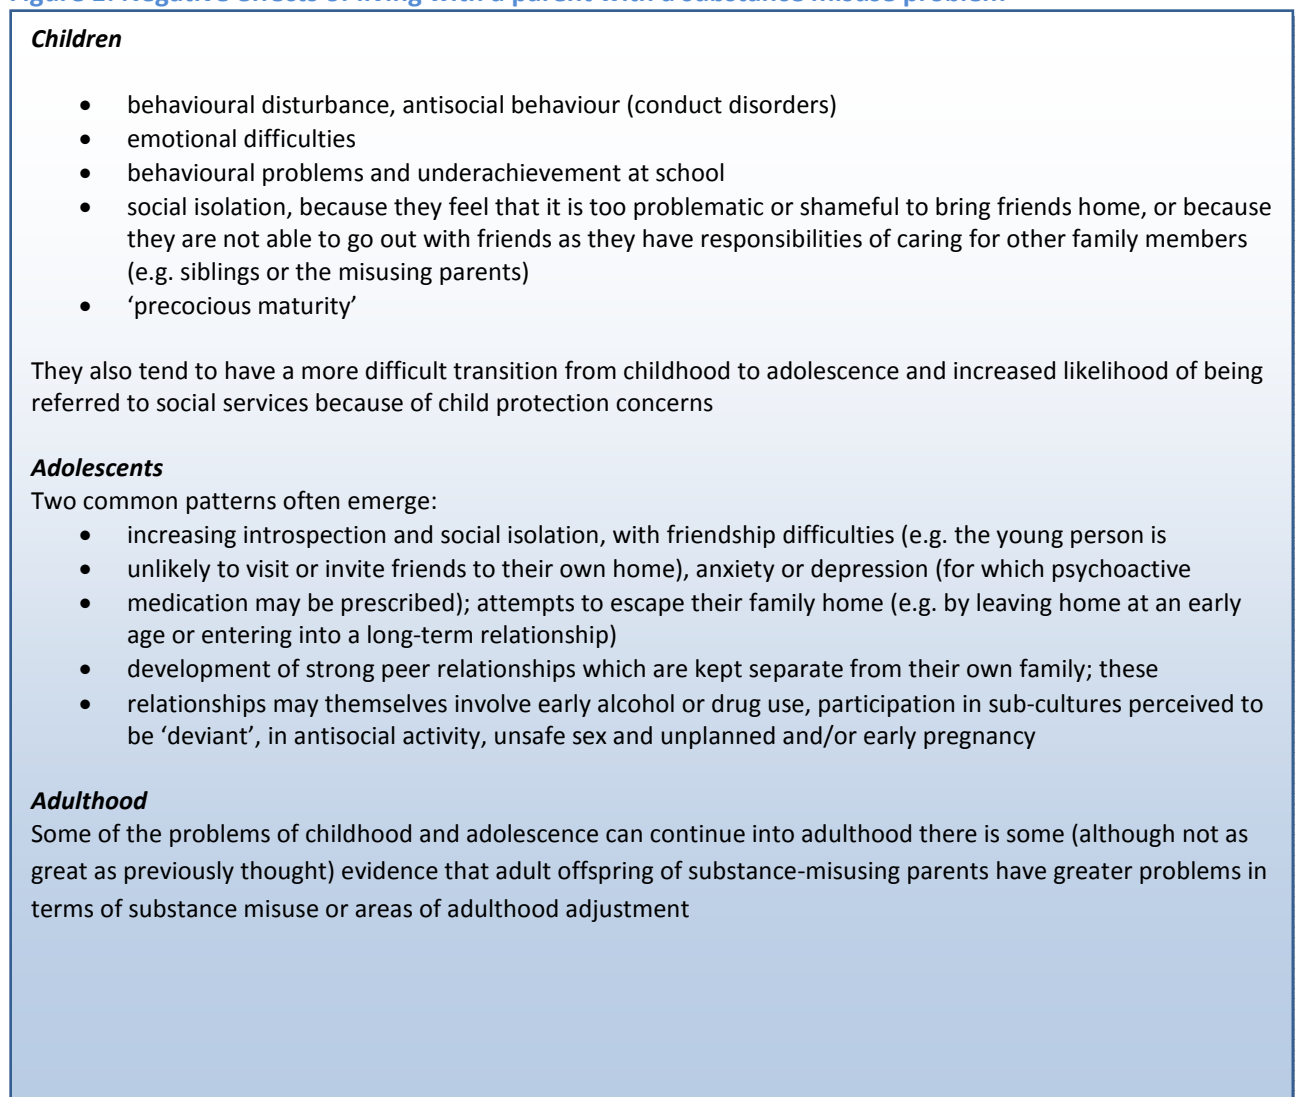 Negative effects of living with a parent with a substance misuse problem
Children
• behavioural disturbance, antisocial behaviour (conduct disorders)
• emotional difficulties
• behavioural problems and underachievement at school
• social isolation, because they feel that it is too problematic or shameful to bring friends home, or because
they are not able to go out with friends as they have responsibilities of caring for other family members
(e.g. siblings or the misusing parents)
• ‘precocious maturity’
They also tend to have a more difficult transition from childhood to adolescence and increased likelihood of being
referred to social services because of child protection concerns
Adolescents
Two common patterns often emerge:
• increasing introspection and social isolation, with friendship difficulties (e.g. the young person is
• unlikely to visit or invite friends to their own home), anxiety or depression (for which psychoactive
• medication may be prescribed); attempts to escape their family home (e.g. by leaving home at an early
age or entering into a long-term relationship)
• development of strong peer relationships which are kept separate from their own family; these
• relationships may themselves involve early alcohol or drug use, participation in sub-cultures perceived to
be ‘deviant’, in antisocial activity, unsafe sex and unplanned and/or early pregnancy
Adulthood
Some of the problems of childhood and adolescence can continue into adulthood there is some (although not as
great as previously thought) evidence that adult offspring of substance-misusing parents have greater problems in
terms of substance misuse or areas of adulthood adjustment